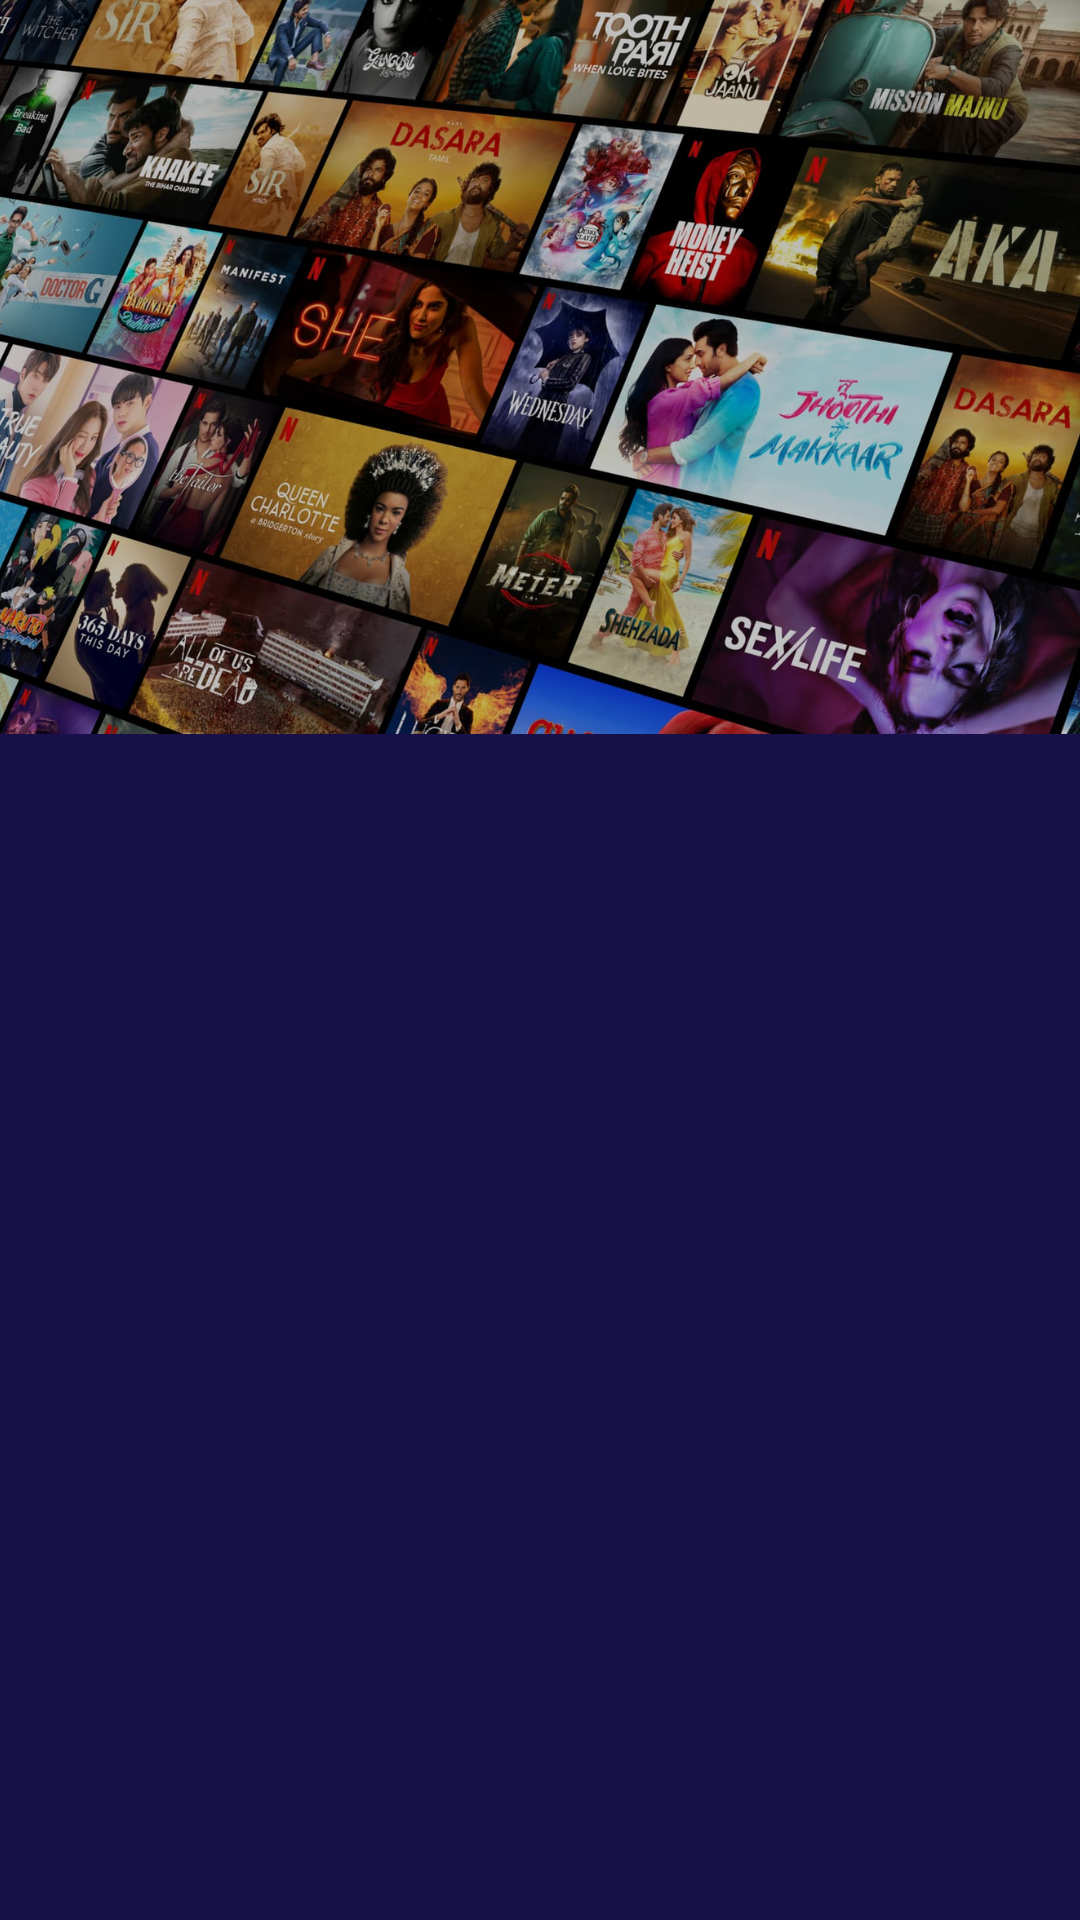 THE
WITCHER
SIR
GANGUBAI
KATHIAWADI
TOOTH
PARI
WHEN LOVE BITES
OK
JAANU
N
MISSION MAJNU
Breaking
Bad
N
KHAKEE
THE BIHAR CHAPTER
SIR
HINDI
NANI
DASARA
TAMIL
DEMON
SLAYER
N
MONEY
HEIST
N
AKA
DOCTOR G
BADRINATH
Ki
Dulhania
N
MANIFEST
N
SHE
N
WEDNESDAY
तू
JHOOTHI
मैं
MAKKAAR
DASARA
TRUE
BEAUTY
N
the Tailor
N
QUEEN
CHARLOTTE
a BRIDGERTON story
METER
SHEHZADA
N
SEX/LIFE
NARUTO
N
365 DAYS
THIS DAY
N
ALL OF US
ARE DEAD
N